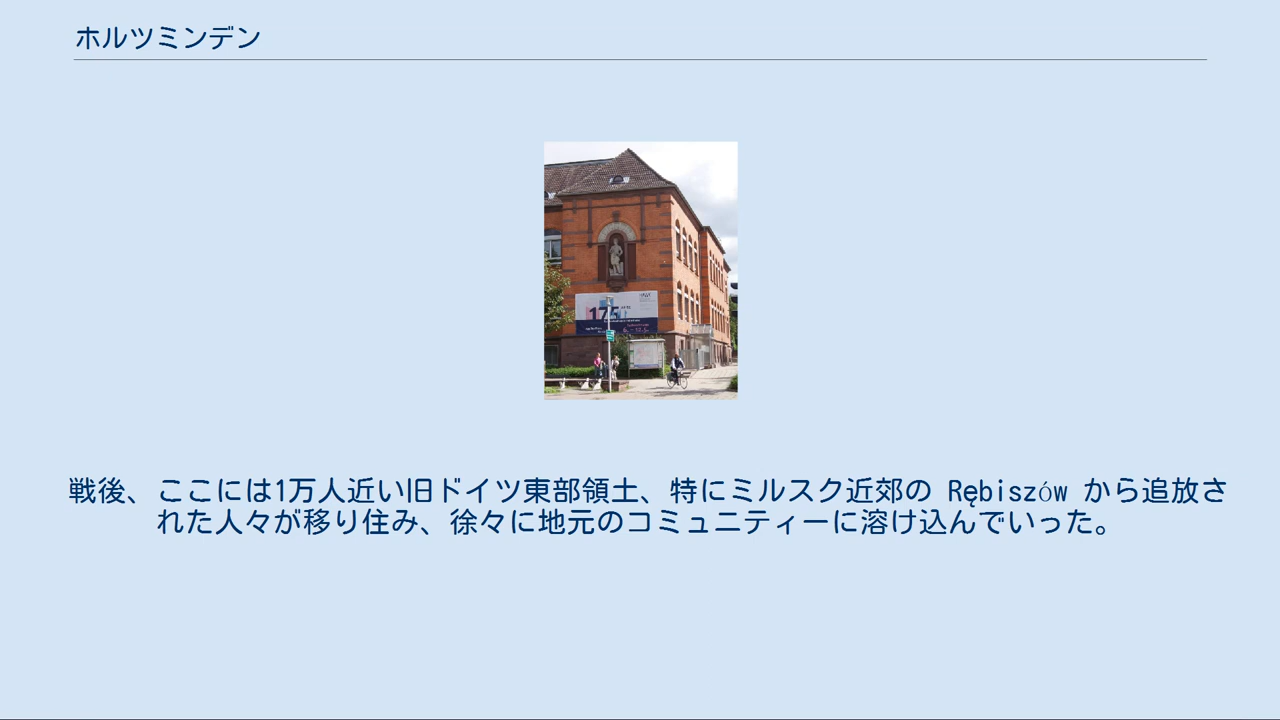 ホルツミンデン
175
戦後、ここには1万人近い旧ドイツ東部領土、特にミルスク近郊の Rębiszów から追放さ
れた人々が移り住み、徐々に地元のコミュニティーに溶け込んでいった。